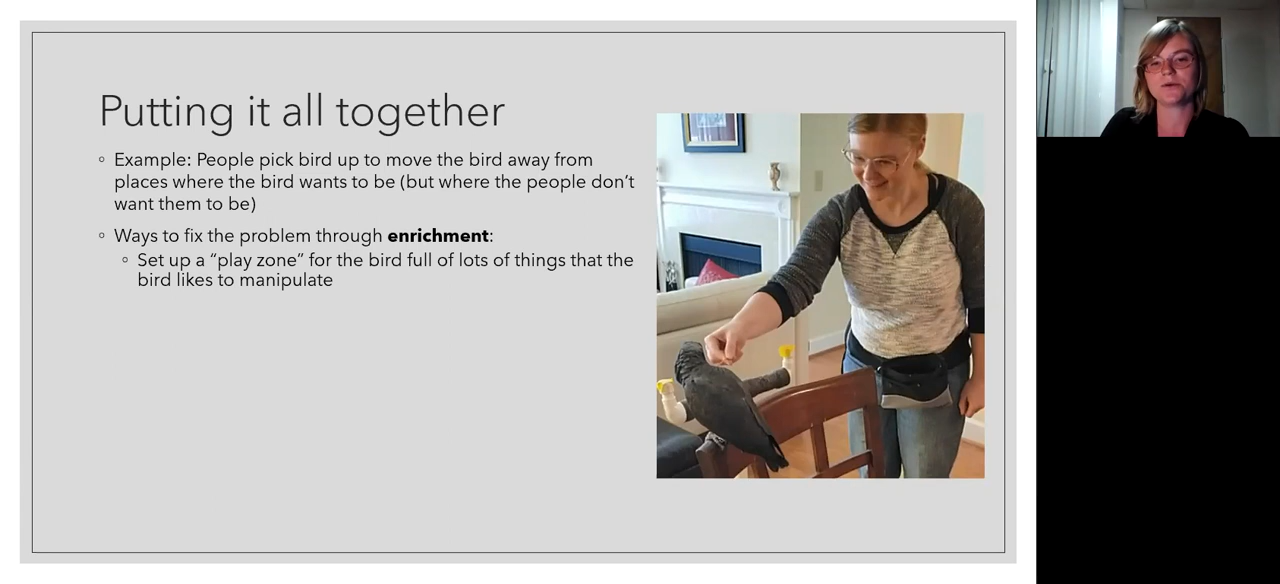 Putting it all together
◦ Example: People pick bird up to move the bird away from
places where the bird wants to be (but where the people don’t
want them to be)
◦ Ways to fix the problem through enrichment:
◦ Set up a “play zone” for the bird full of lots of things that the
bird likes to manipulate